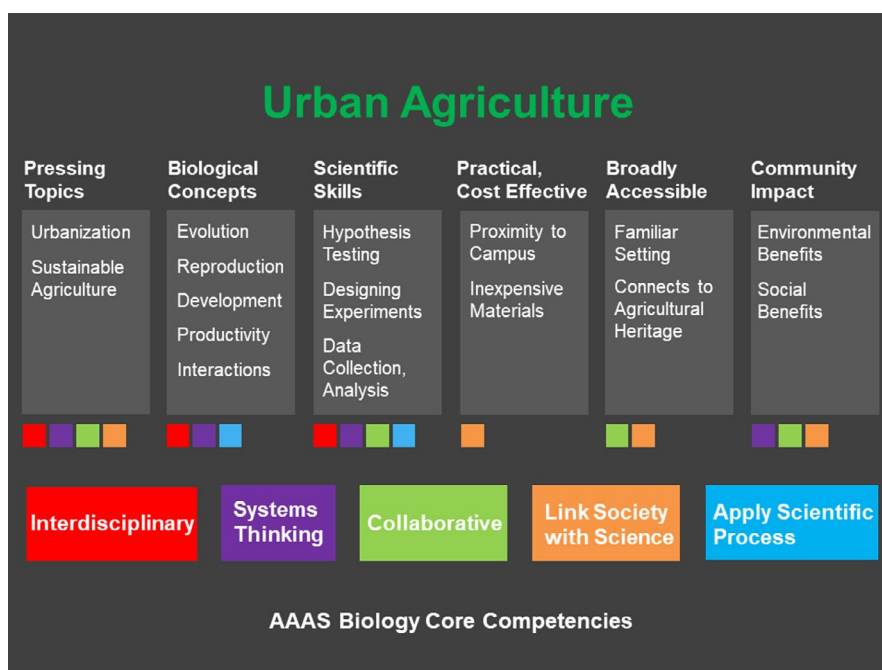 Urban Agriculture
Pressing
Topics
Urbanization
Sustainable
Agriculture
Biological
Concepts
Evolution
Reproduction
Development
Productivity
Interactions
Scientific
Skills
Hypothesis
Testing
Designing
Experiments
Data
Collection,
Analysis
Practical,
Cost Effective
Proximity to
Campus
Inexpensive
Materials
Broadly
Accessible
Familiar
Setting
Connects to
Agricultural
Heritage
Community
Impact
Environmental
Benefits
Social
Benefits
Interdisciplinary
Systems
Thinking
Collaborative
Link Society
with Science
Apply Scientific
Process
AAAS Biology Core Competencies